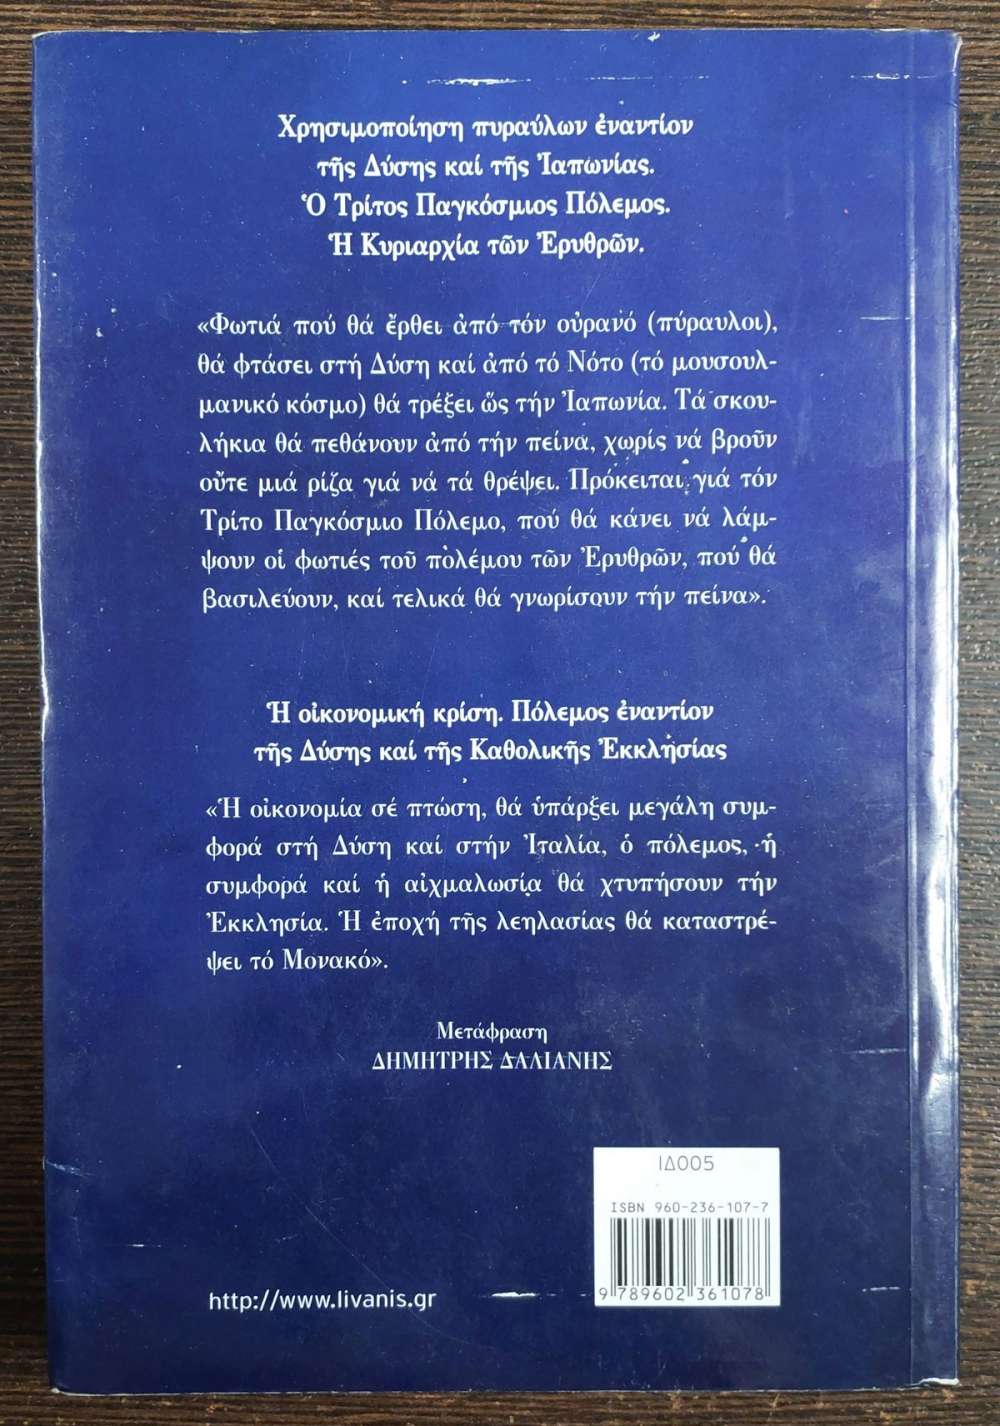 Χρησιμοποίηση πυραύλων ἐναντίον
τῆς Δύσης καί τῆς Ἰαπωνίας.
Ὁ Τρίτος Παγκόσμιος Πόλεμος.
Ἡ Κυριαρχία τῶν Ἐρυθρῶν.
«Φωτιά πού θά ἔρθει ἀπό τόν οὐρανό (πύραυλοι),
θά φτάσει στή Δύση καί ἀπό τό Νότο (τό μουσουλ-
μανικό κόσμο) θά τρέξει ὥς τήν Ἰαπωνία. Τά σκου-
λήκια θά πεθάνουν ἀπό τήν πείνα, χωρίς νά βροῦν
οὔτε μιά ρίζα γιά νά τά θρέψει. Πρόκειται γιά τόν
Τρίτο Παγκόσμιο Πόλεμο, πού θά κάνει νά λάμ-
ψουν οἱ φωτιές τοῦ πολέμου τῶν Ἐρυθρῶν, πού θά
βασιλεύουν, καί τελικά θά γνωρίσουν τήν πείνα».
Ἡ οἰκονομική κρίση. Πόλεμος ἐναντίον
τῆς Δύσης καί τῆς Καθολικῆς Ἐκκλησίας
«Ἡ οἰκονομία σέ πτώση, θά ὑπάρξει μεγάλη συμ-
φορά στή Δύση καί στήν Ἰταλία, ὁ πόλεμος, ἡ
συμφορά καί ἡ αἰχμαλωσία θά χτυπήσουν τήν
Ἐκκλησία. Ἡ ἐποχή τῆς λεηλασίας θά καταστρέ-
ψει τό Μονακό».
Μετάφραση
ΔΗΜΗΤΡΗΣ ΔΑΛΙΑΝΗΣ
ΙΔ005
ISBN 960-236-107-7
9 789602 361078
http://www.livanis.gr